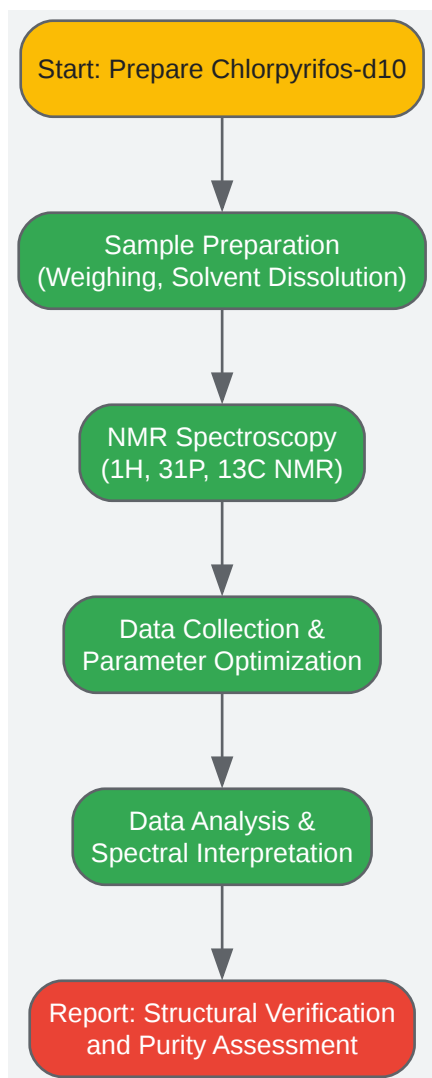 Start: Prepare Chlorpyrifos-d10
Sample Preparation
(Weighing, Solvent Dissolution)
NMR Spectroscopy
(1H, 31P, 13C NMR)
Data Collection &
Parameter Optimization
Data Analysis &
Spectral Interpretation
Report: Structural Verification
and Purity Assessment